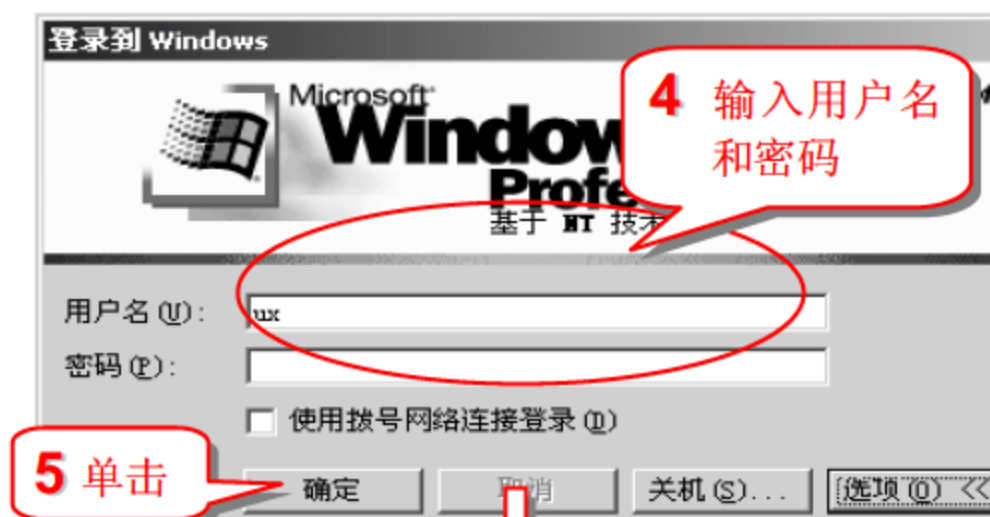 登录到 Windows
Microsoft
Window
Profe
基于 NT 技术
4 输入用户名
和密码
用户名(U):
ux
密码(P):
使用拨号网络连接登录(D)
5 单击
确定
取消
关机(S)...
选项(O) <<